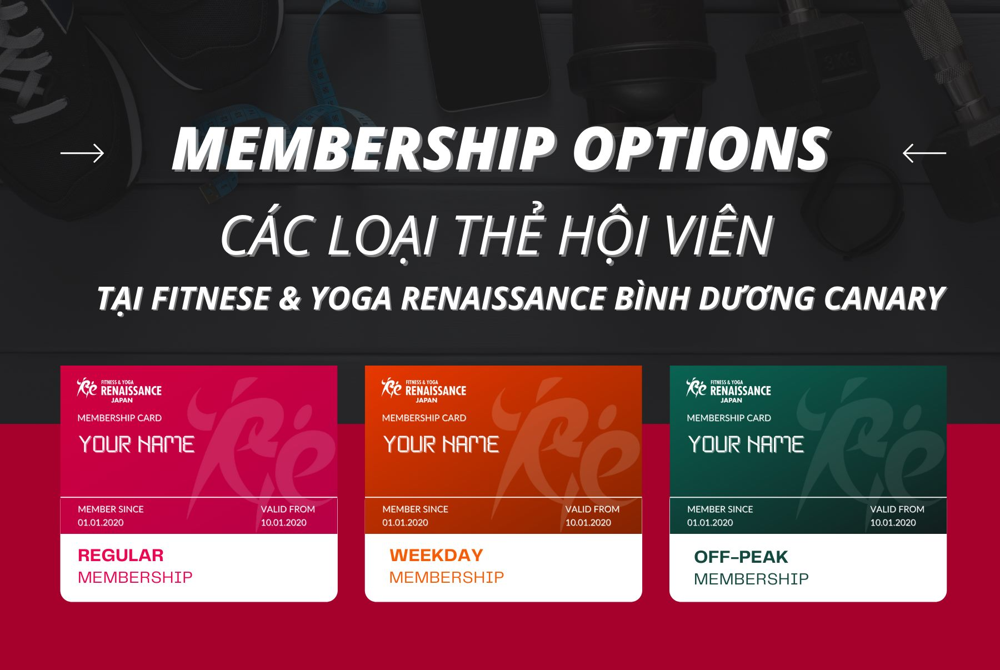 3KG
MEMBERSHIP OPTIONS
CÁC LOẠI THẺ HỘI VIÊN
TẠI FITNESE & YOGA RENAISSANCE BÌNH DƯƠNG CANARY
FITNESS & YOGA
RENAISSANCE
JAPAN
MEMBERSHIP CARD
YOUR NAME
MEMBER SINCE VALID FROM
01.01.2020 10.01.2020
REGULAR
MEMBERSHIP
FITNESS & YOGA
RENAISSANCE
JAPAN
MEMBERSHIP CARD
YOUR NAME
MEMBER SINCE VALID FROM
01.01.2020 10.01.2020
WEEKDAY
MEMBERSHIP
FITNESS & YOGA
RENAISSANCE
JAPAN
MEMBERSHIP CARD
YOUR NAME
MEMBER SINCE VALID FROM
01.01.2020 10.01.2020
OFF-PEAK
MEMBERSHIP